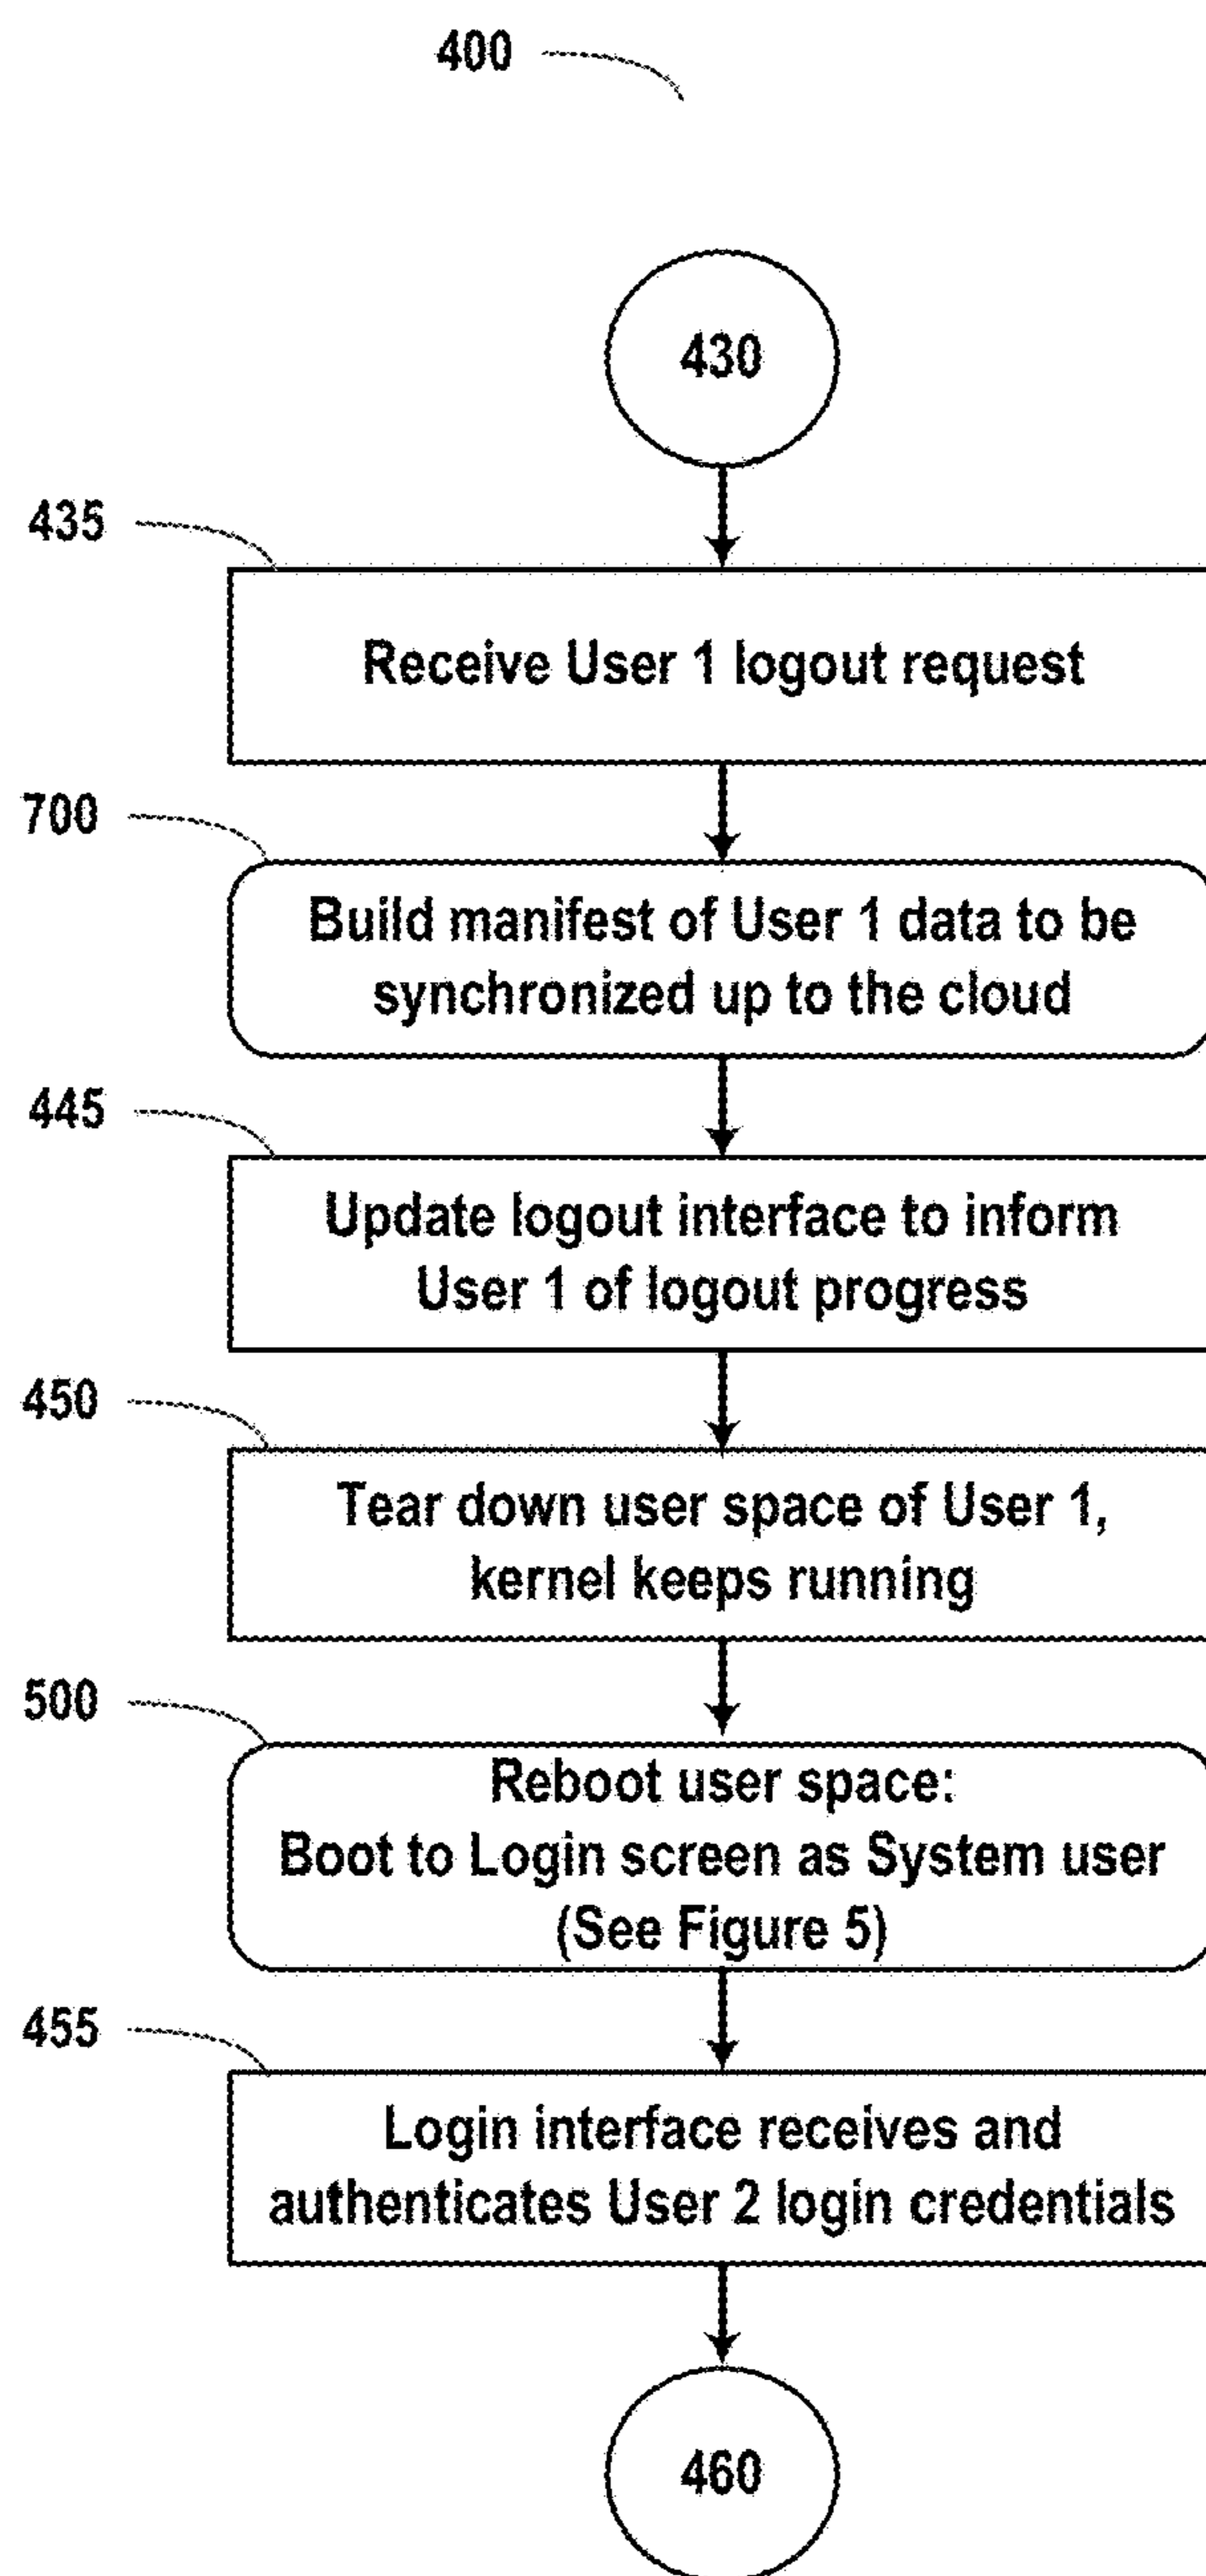 400
430
435
Receive User 1 logout request
700
Build manifest of User 1 data to be
synchronized up to the cloud
445
Update logout interface to inform
User 1 of logout progress
450
Tear down user space of User 1,
kernel keeps running
500
Reboot user space:
Boot to Login screen as System user
(See Figure 5)
455
Login interface receives and
authenticates User 2 login credentials
460